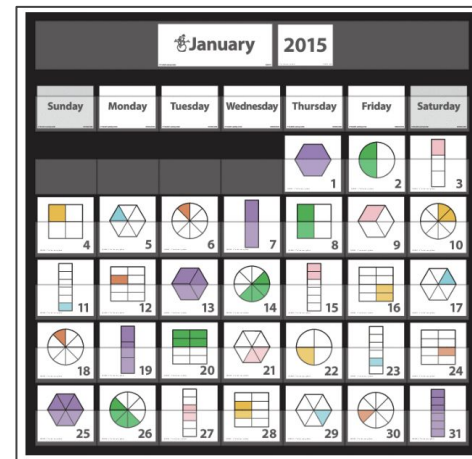 January 2015
Sunday Monday Tuesday Wednesday Thursday Friday Saturday
1 2 3
4 5 6 7 8 9 10
11 12 13 14 15 16 17
18 19 20 21 22 23 24
25 26 27 28 29 30 31